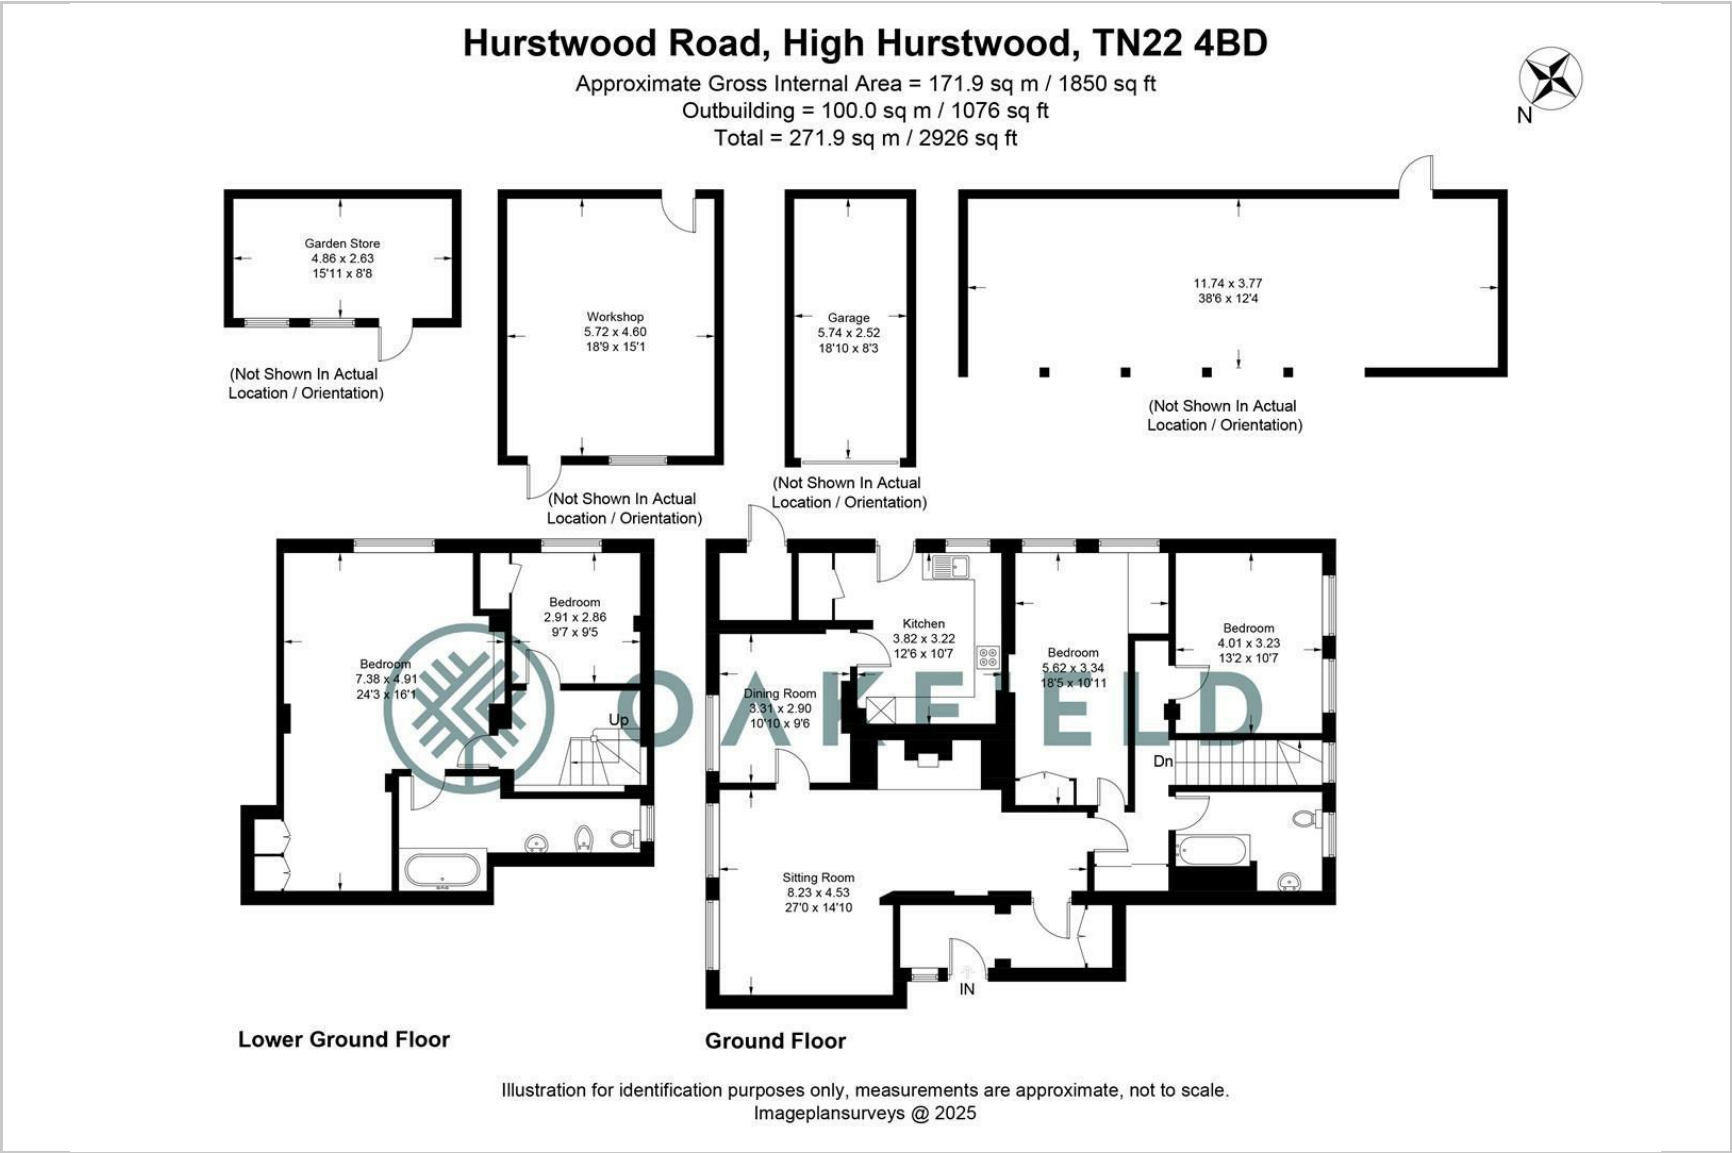 Hurstwood Road, High Hurstwood, TN22 4BD
Approximate Gross Internal Area = 171.9 sq m / 1850 sq ft
Outbuilding = 100.0 sq m / 1076 sq ft
Total = 271.9 sq m / 2926 sq ft
N
Garden Store
4.86 x 2.63
15'11 x 8'8
(Not Shown In Actual
Location / Orientation)
Workshop
5.72 x 4.60
18'9 x 15'1
(Not Shown In Actual
Location / Orientation)
Garage
5.74 x 2.52
18'10 x 8'3
(Not Shown In Actual
Location / Orientation)
11.74 x 3.77
38'6 x 12'4
(Not Shown In Actual
Location / Orientation)
Bedroom
7.38 x 4.91
24'3 x 16'1
Bedroom
2.91 x 2.86
9'7 x 9'5
Up
Kitchen
3.82 x 3.22
12'6 x 10'7
Dining Room
3.31 x 2.90
10'10 x 9'6
Bedroom
5.62 x 3.34
18'5 x 10'11
Bedroom
4.01 x 3.23
13'2 x 10'7
OAKFIELD
Dn
Sitting Room
8.23 x 4.53
27'0 x 14'10
IN
Lower Ground Floor
Ground Floor
Illustration for identification purposes only, measurements are approximate, not to scale.
Imageplansurveys @ 2025